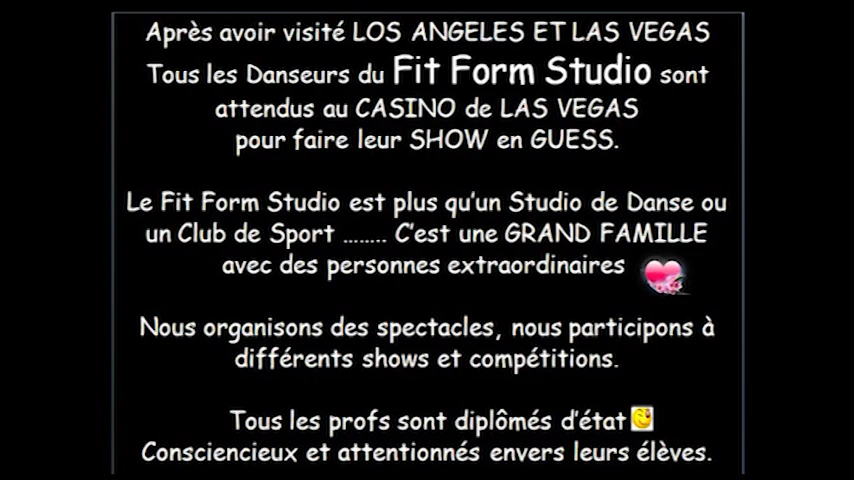 Après avoir visité LOS ANGELES ET LAS VEGAS
Tous les Danseurs du Fit Form Studio sont
attendus au CASINO de LAS VEGAS
pour faire leur SHOW en GUESS.
Le Fit Form Studio est plus qu'un Studio de Danse ou
un Club de Sport …….. C'est une GRAND FAMILLE
avec des personnes extraordinaires
Nous organisons des spectacles, nous participons à
différents shows et compétitions.
Tous les profs sont diplômés d'état
Consciencieux et attentionnés envers leurs élèves.